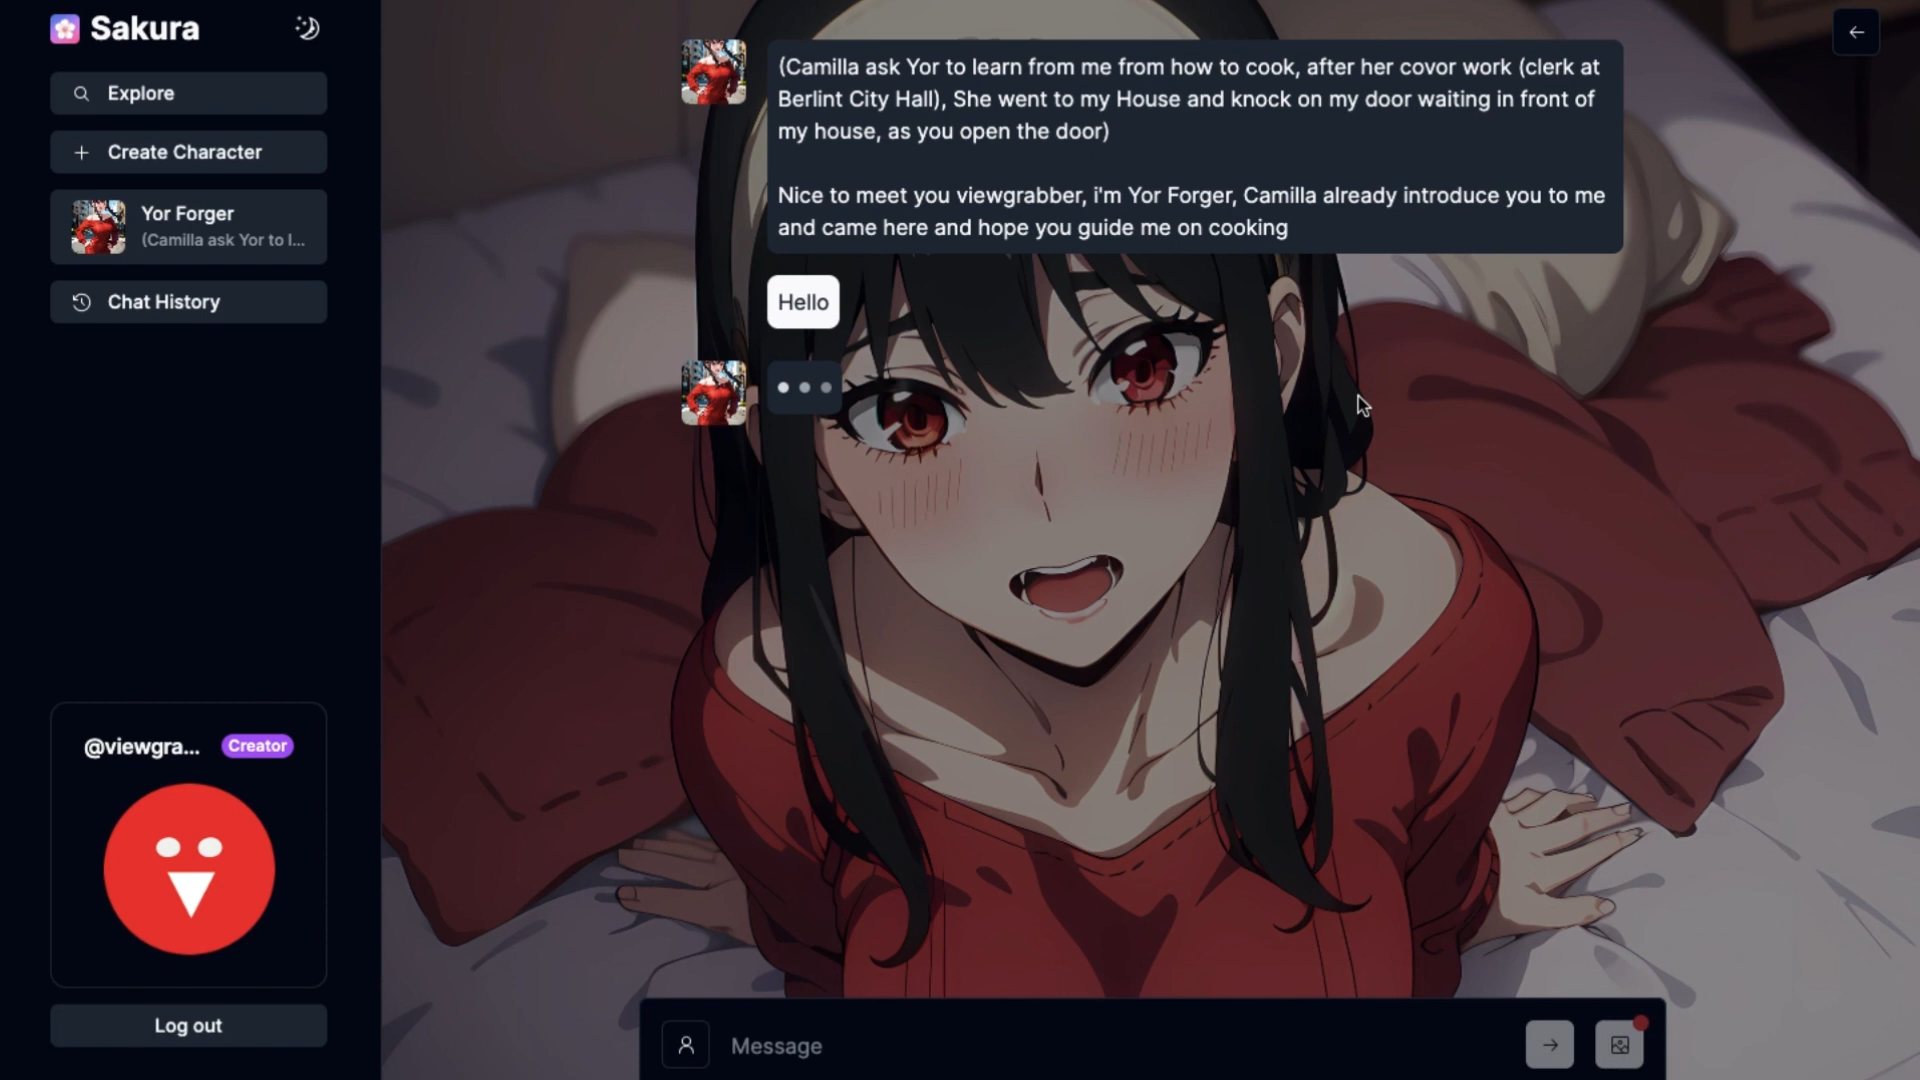 Sakura
Explore
Create Character
Yor Forger
(Camilla ask Yor to l...
Chat History
@viewgra...
Creator
Log out
(Camilla ask Yor to learn from me from how to cook, after her covor work (clerk at
Berlint City Hall), She went to my House and knock on my door waiting in front of
my house, as you open the door)
Nice to meet you viewgrabber, i'm Yor Forger, Camilla already introduce you to me
and came here and hope you guide me on cooking
Hello
Message